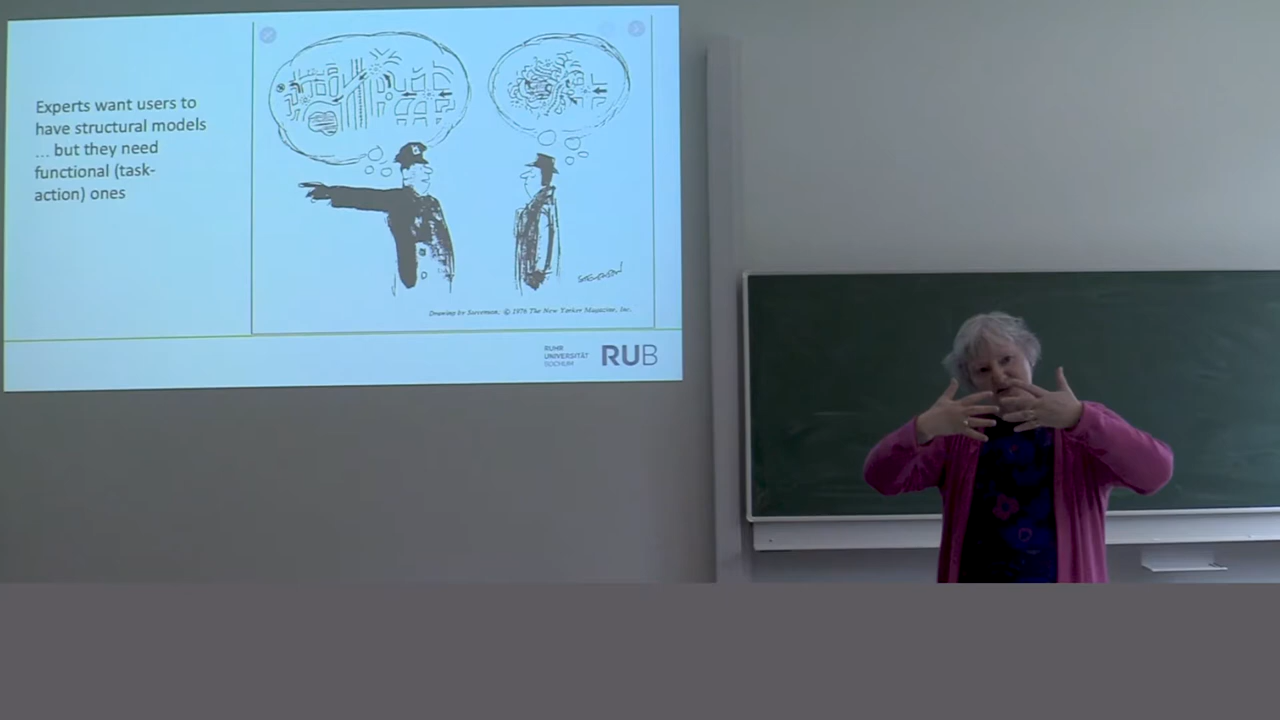 Experts want users to
have structural models
... but they need
functional (task-
action) ones
Drawing by Stevenson; © 1976 The New Yorker Magazine, Inc.
RUHR
UNIVERSITÄT
BOCHUM
RUB